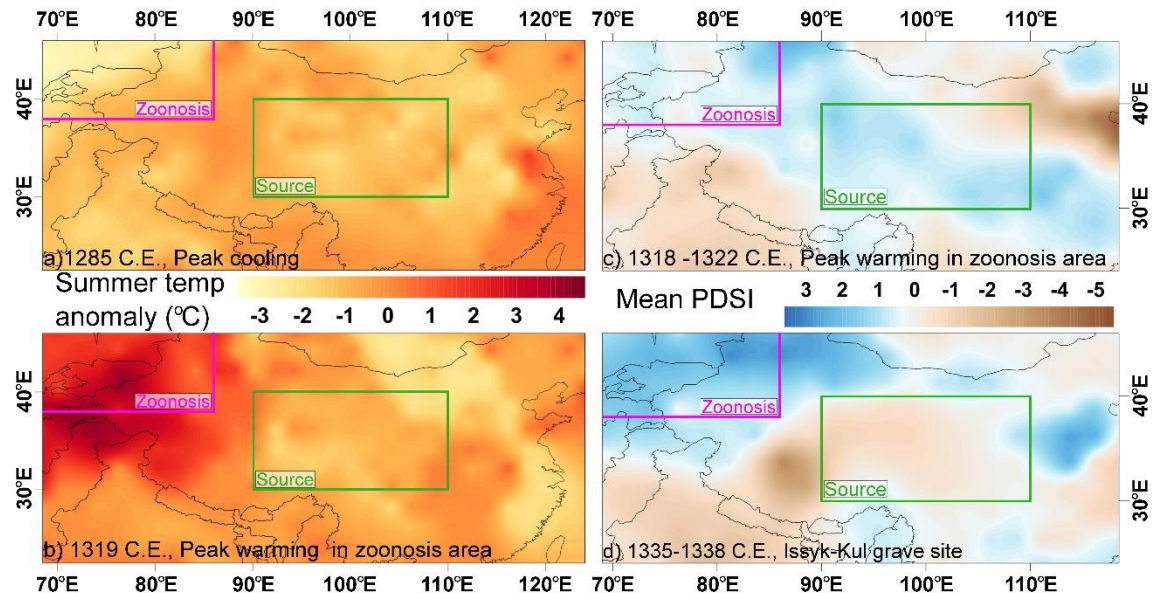 70°E 80°E 90°E 100°E 110°E 120°E
70°E 80°E 90°E 100°E 110°E
40°E
30°E
Zoonosis
Source
a)1285 C.E., Peak cooling
Zoonosis
Source
c) 1318 -1322 C.E., Peak warming in zoonosis area
40°E
30°E
Summer temp
anomaly (°C)
-3 -2 -1 0 1 2 3 4
Mean PDSI
3 2 1 0 -1 -2 -3 -4 -5
40°E
30°E
Zoonosis
Source
b) 1319 C.E., Peak warming in zoonosis area
Zoonosis
Source
d) 1335-1338 C.E., Issyk-Kul grave site
40°E
30°E
70°E 80°E 90°E 100°E 110°E 120°E
70°E 80°E 90°E 100°E 110°E